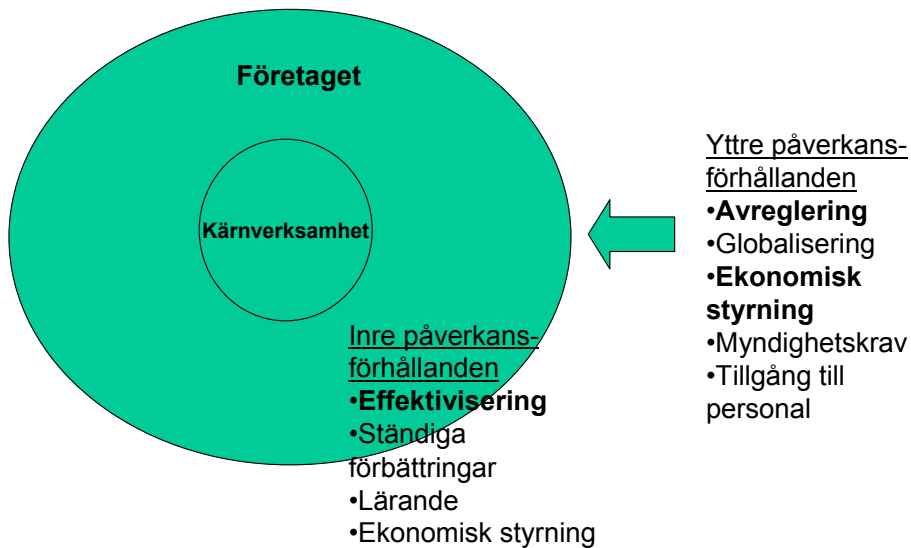 Företaget
Kärnverksamhet
Yttre påverkans-
förhållanden
•Avreglering
•Globalisering
•Ekonomisk
styrning
•Myndighetskrav
•Tillgång till
personal
Inre påverkans-
förhållanden
•Effektivisering
•Ständiga
förbättringar
•Lärande
•Ekonomisk styrning